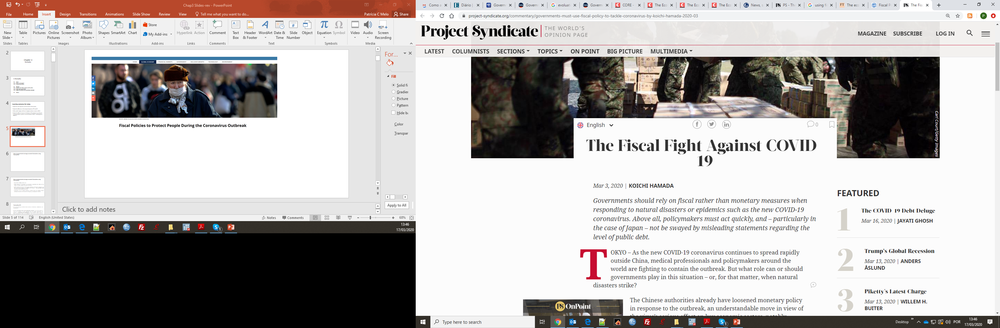 Chap3 Slides-rev - PowerPoint
File Home Insert Design Transitions Animations Slide Show Review View Tell me what you want to do... Patrícia C Melo Share
New Slide Table Pictures Online Pictures Screenshot Photo Album Shapes SmartArt Chart Store My Add-ins Hyperlink Action Comment Text Box Header & Footer WordArt Date & Time Slide Number Object Equation Symbol Video Audio Screen Recording
Slides Tables Images Illustrations Add-ins Links Comments Text Symbols Media
2
Chapter 3
Fiscal policy
3
4
Learning outcomes for today
5
6
7
8
HOME GLOBAL ECONOMY FINANCIAL MARKETS GOVERNMENT INCLUSIVE GROWTH TECHNOLOGY ENVIRONMENT
Fiscal Policies to Protect People During the Coronavirus Outbreak
For...
Fill
Solid fi
Gradier
Picture
Pattern
Hide ba
Color
Transpar
Apply to All
Click to add notes
Slide 5 of 114 English (United States) Notes Comments 68%
13:46
17/03/2020
Como a Diário | Governe Governe evoluati Governe CORE - The Eco The Eco The Eco News, s PS - The using fis The eco Fiscal Po The Fisc
project-syndicate.org/commentary/governments-must-use-fiscal-policy-to-tackle-coronavirus-by-koichi-hamada-2020-03
Project Syndicate
THE WORLD'S
OPINION PAGE
MAGAZINE SUBSCRIBE LOG IN
LATEST COLUMNISTS SECTIONS TOPICS ON POINT BIG PICTURE MULTIMEDIA
Carl Court/Getty Images
English
0
The Fiscal Fight Against COVID
19
Mar 3, 2020 | KOICHI HAMADA
Governments should rely on fiscal rather than monetary measures when
responding to natural disasters or epidemics such as the new COVID-19
coronavirus. Above all, policymakers must act quickly, and – particularly in
the case of Japan – not be swayed by misleading statements regarding the
level of public debt.
TOKYO – As the new COVID-19 coronavirus continues to spread rapidly
outside China, medical professionals and policymakers around the
world are fighting to contain the outbreak. But what role can or should
governments play in this situation – or, for that matter, when natural
disasters strike?
PS OnPoint
The Chinese authorities already have loosened monetary policy
in response to the outbreak, an understandable move in view of
FEATURED
1
The COVID-19 Debt Deluge
Mar 16, 2020 | JAYATI GHOSH
2
Trump's Global Recession
Mar 13, 2020 | ANDERS
ÅSLUND
3
Piketty's Latest Charge
Mar 13, 2020 | WILLEM H.
BUITER
Type here to search
Desktop POR
13:46
17/03/2020